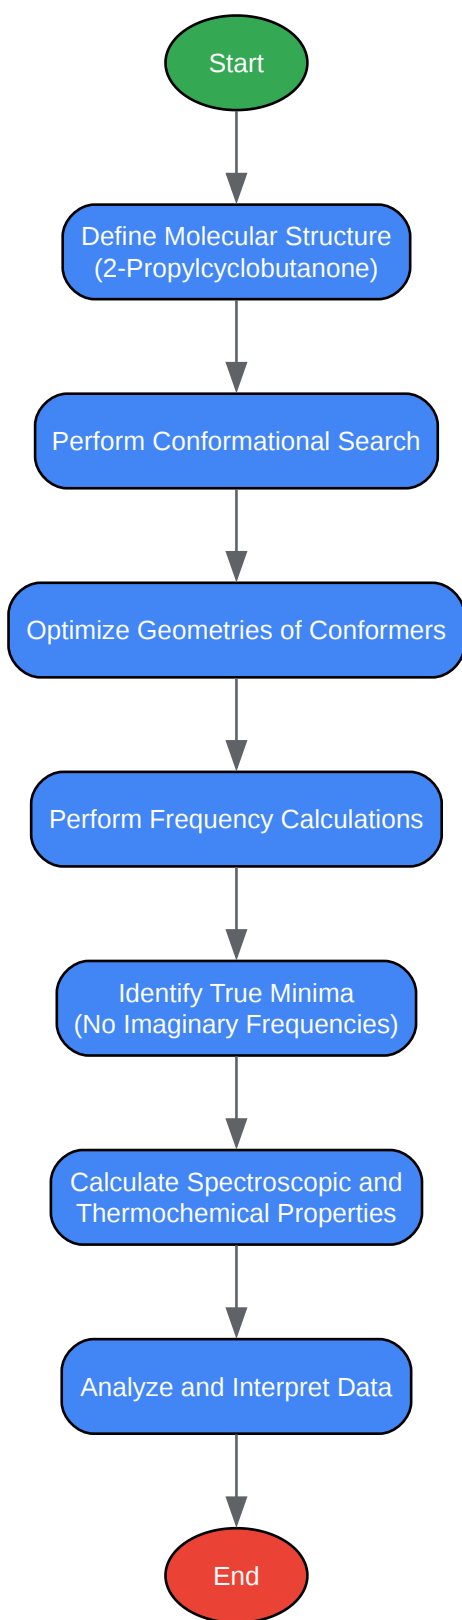 Start
Define Molecular Structure
(2-Propylcyclobutanone)
Perform Conformational Search
Optimize Geometries of Conformers
Perform Frequency Calculations
Identify True Minima
(No Imaginary Frequencies)
Calculate Spectroscopic and
Thermochemical Properties
Analyze and Interpret Data
End